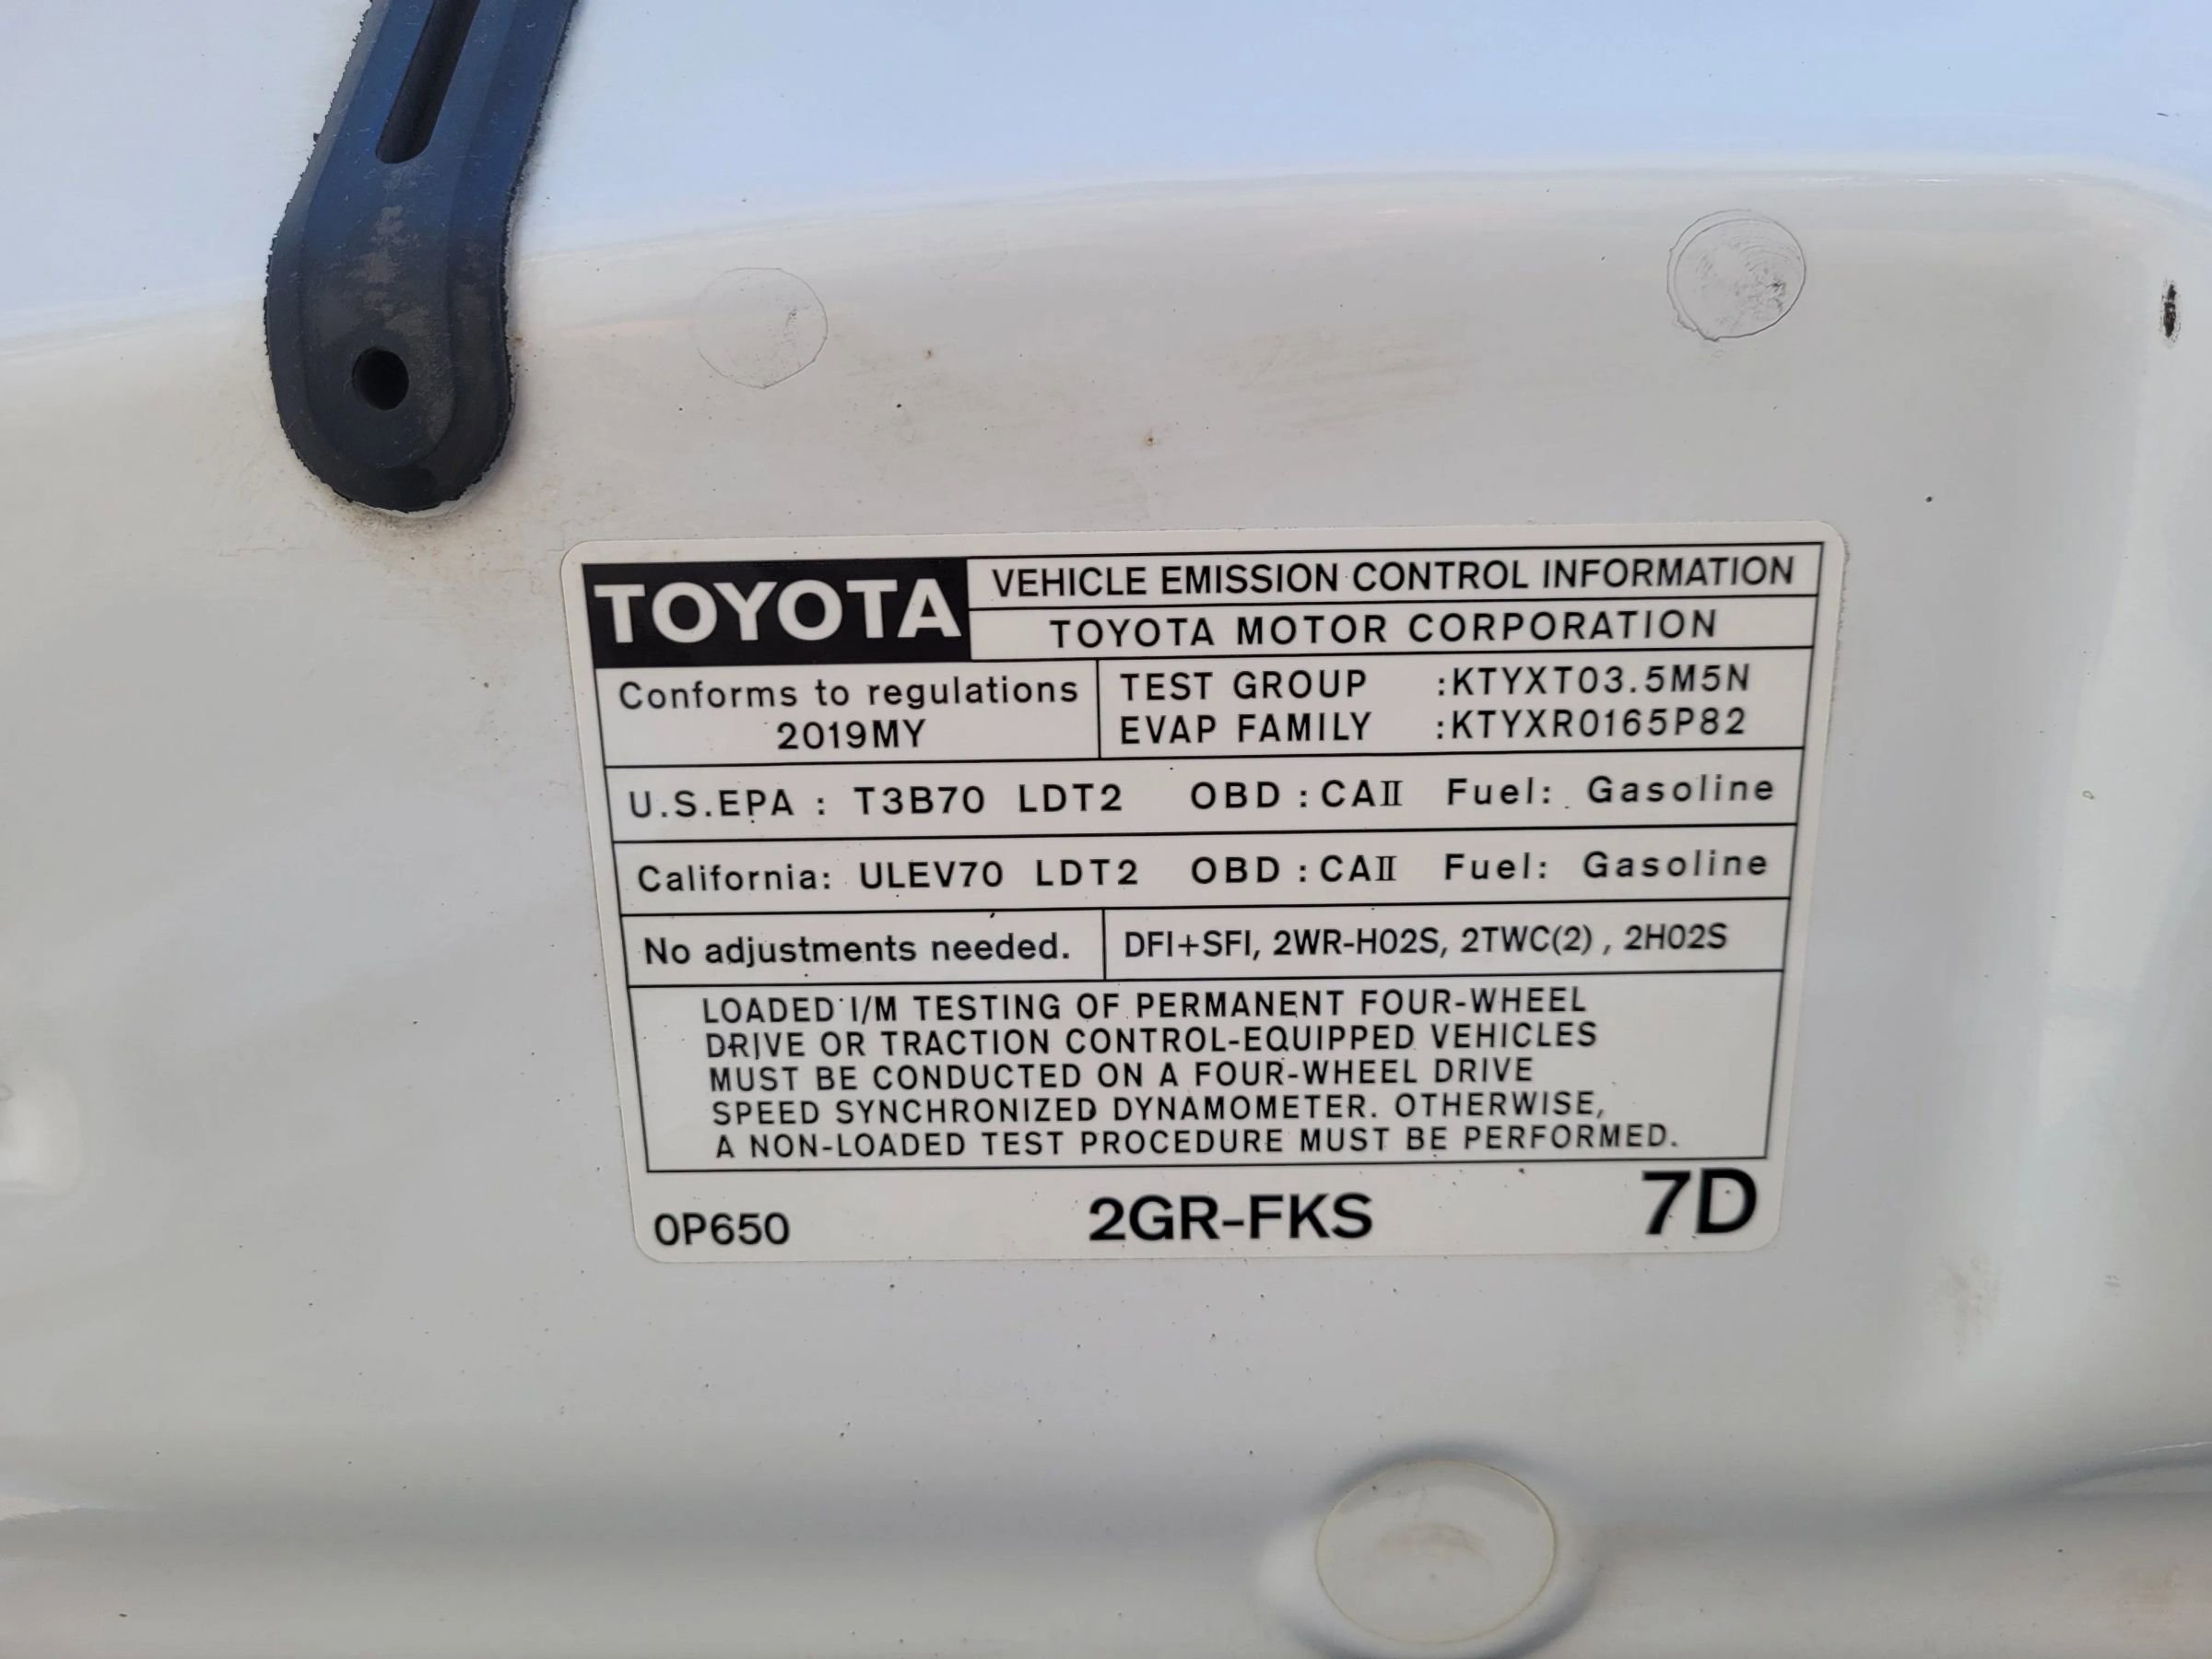 TOYOTA
VEHICLE EMISSION CONTROL INFORMATION
TOYOTA MOTOR CORPORATION
Conforms to regulations
2019MY
TEST GROUP :KTYXT03.5M5N
EVAP FAMILY :KTYXR0165P82
U.S.EPA : T3B70 LDT2 OBD : CAⅡ Fuel: Gasoline
California: ULEV70 LDT2 OBD : CAⅡ Fuel: Gasoline
No adjustments needed.
DFI+SFI, 2WR-HO2S, 2TWC(2) , 2HO2S
LOADED I/M TESTING OF PERMANENT FOUR-WHEEL
DRIVE OR TRACTION CONTROL-EQUIPPED VEHICLES
MUST BE CONDUCTED ON A FOUR-WHEEL DRIVE
SPEED SYNCHRONIZED DYNAMOMETER. OTHERWISE,
A NON-LOADED TEST PROCEDURE MUST BE PERFORMED.
0P650 2GR-FKS 7D